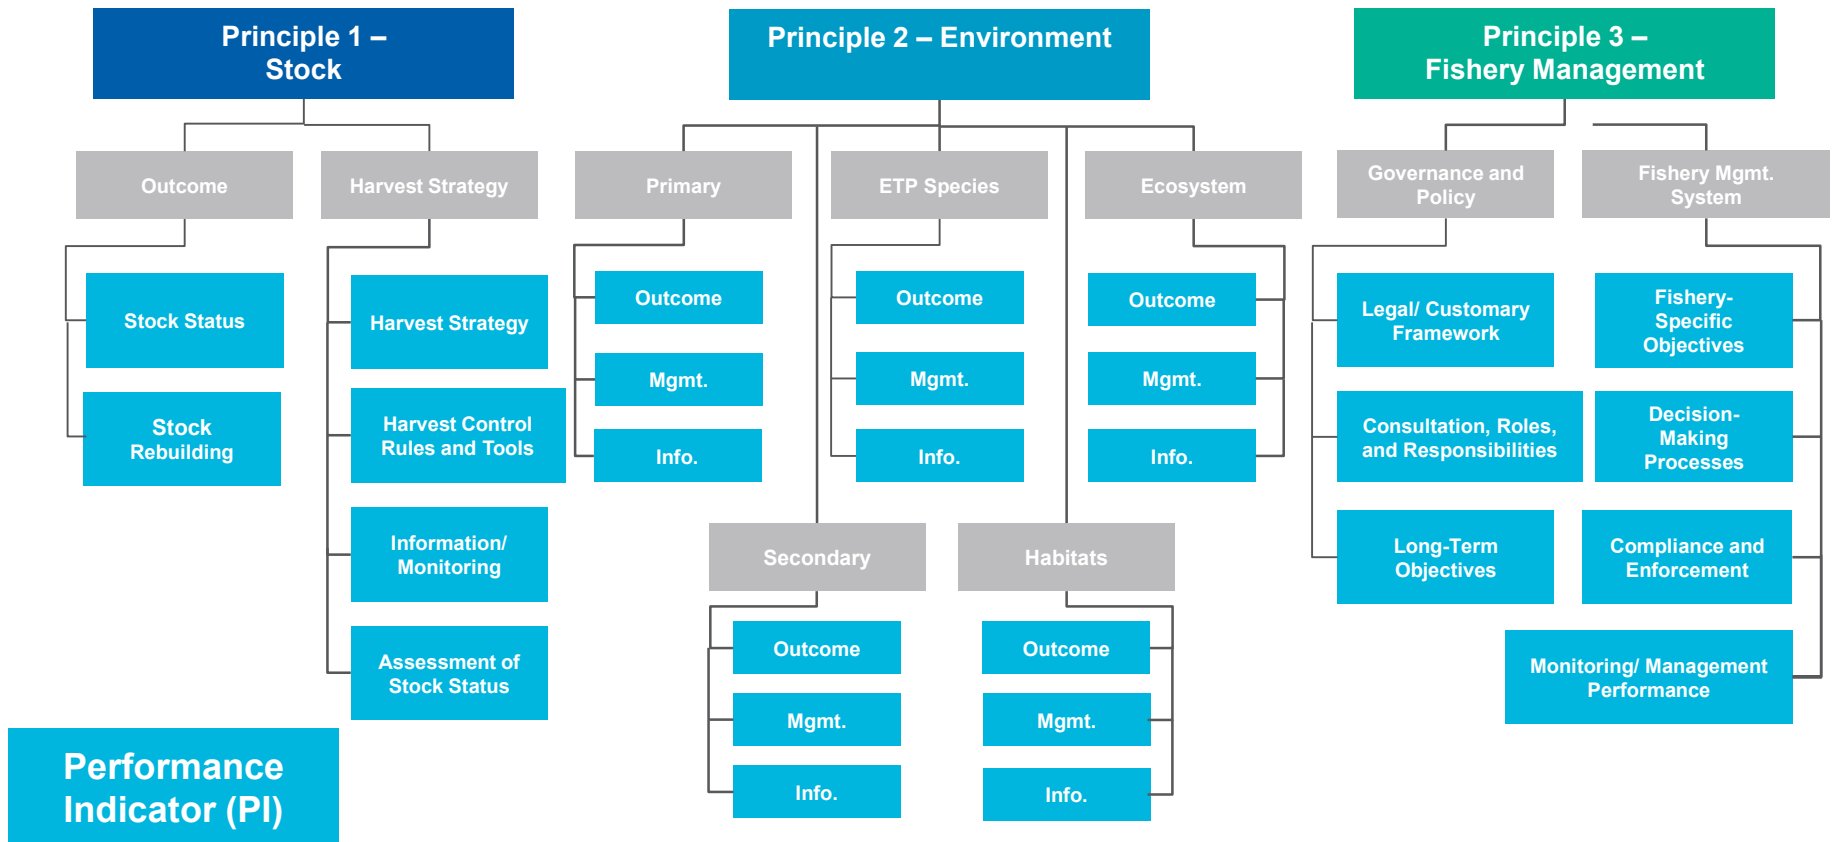 Principle 1 –
Stock
Principle 2 – Environment
Principle 3 –
Fishery Management
Outcome
Harvest Strategy
Primary
ETP Species
Ecosystem
Governance and
Policy
Fishery Mgmt.
System
Stock Status
Stock
Rebuilding
Harvest Strategy
Harvest Control
Rules and Tools
Information/
Monitoring
Assessment of
Stock Status
Outcome
Mgmt.
Info.
Outcome
Mgmt.
Info.
Outcome
Mgmt.
Info.
Secondary
Outcome
Mgmt.
Info.
Habitats
Outcome
Mgmt.
Info.
Legal/ Customary
Framework
Consultation, Roles,
and Responsibilities
Long-Term
Objectives
Fishery-
Specific
Objectives
Decision-
Making
Processes
Compliance and
Enforcement
Monitoring/ Management
Performance
Performance
Indicator (PI)